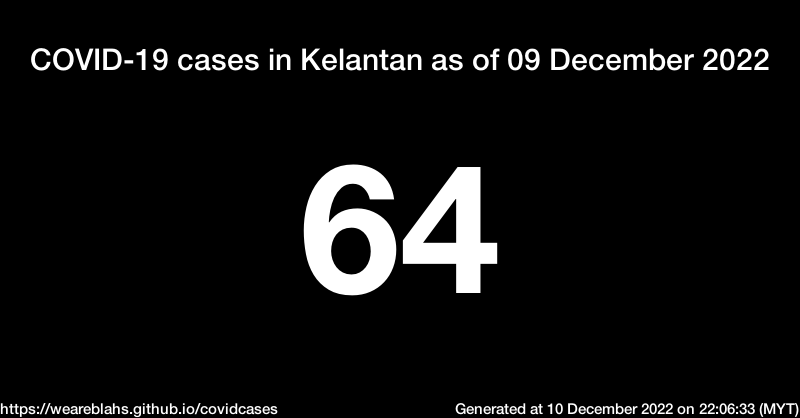 COVID-19 cases in Kelantan as of 09 December 2022
64
https://weareblahs.github.io/covidcases
Generated at 10 December 2022 on 22:06:33 (MYT)